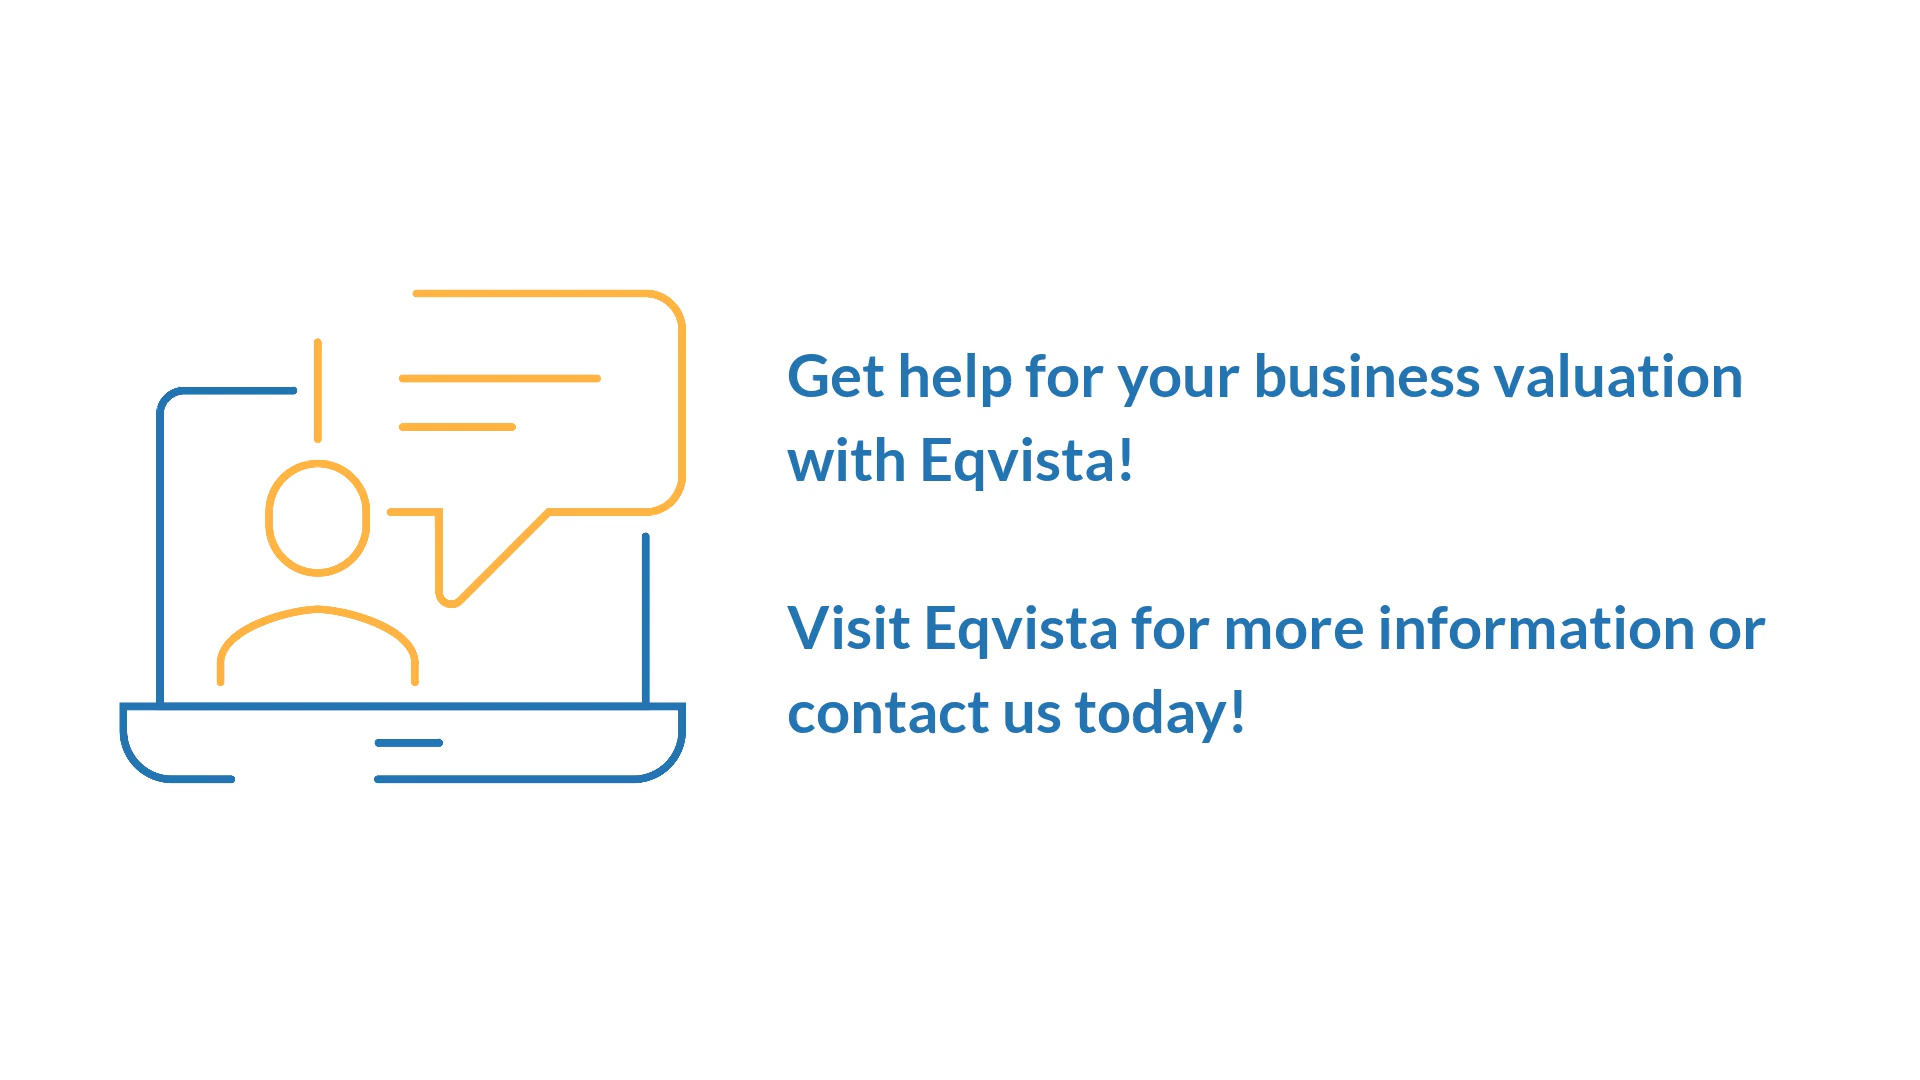 Get help for your business valuation
with Eqvista!
Visit Eqvista for more information or
contact us today!